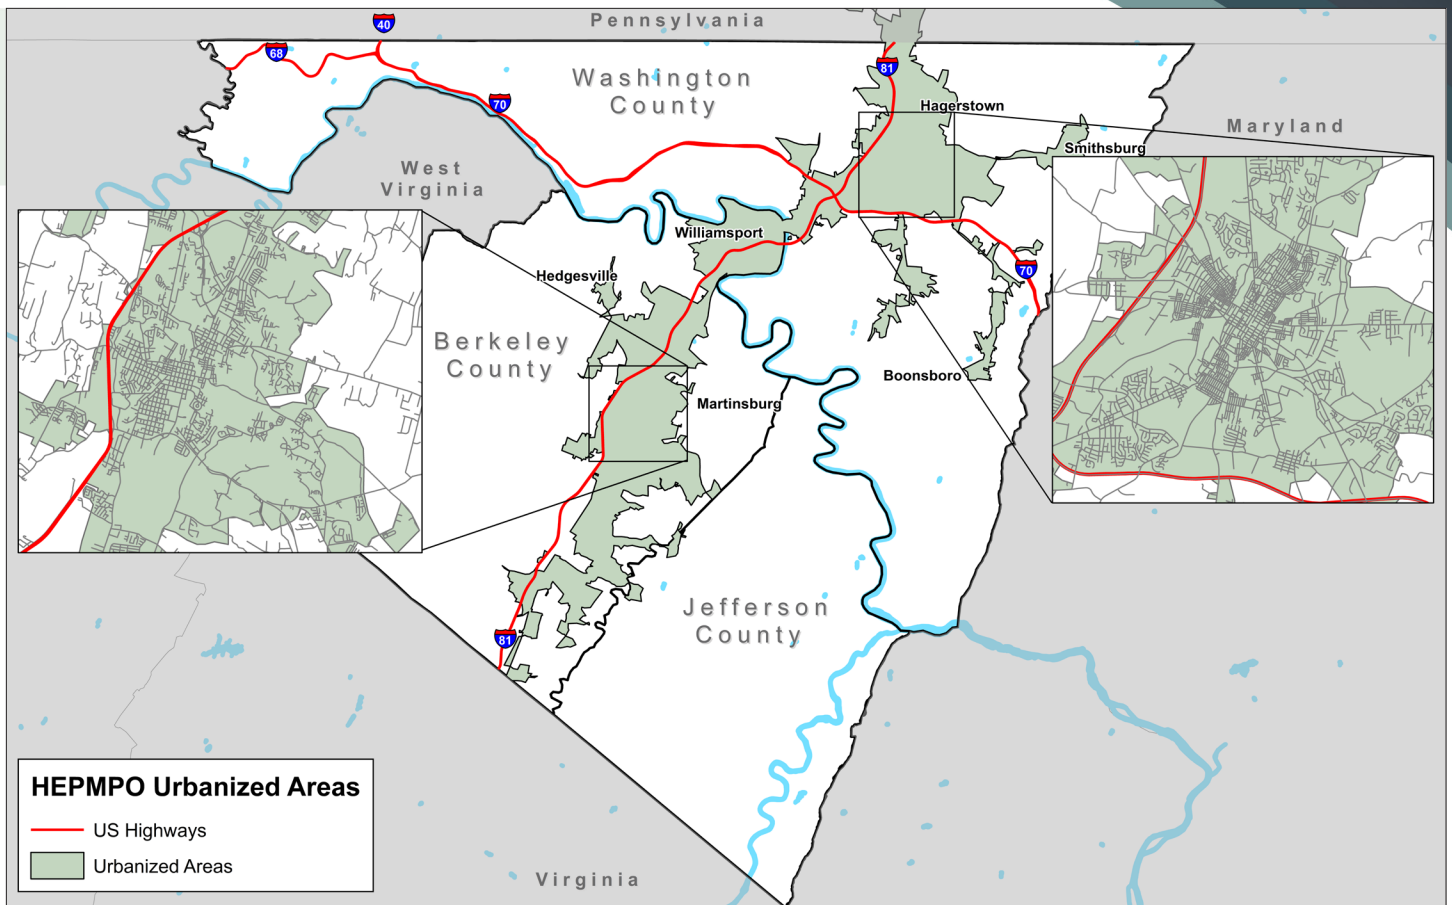 Pennsylvania
40
68
81
Washington
County
70
Hagerstown
Maryland
Smithsburg
West
Virginia
Williamsport
Hedgesville
70
Berkeley
County
Boonsboro
Martinsburg
Jefferson
County
81
HEPMPO Urbanized Areas
US Highways
Urbanized Areas
Virginia